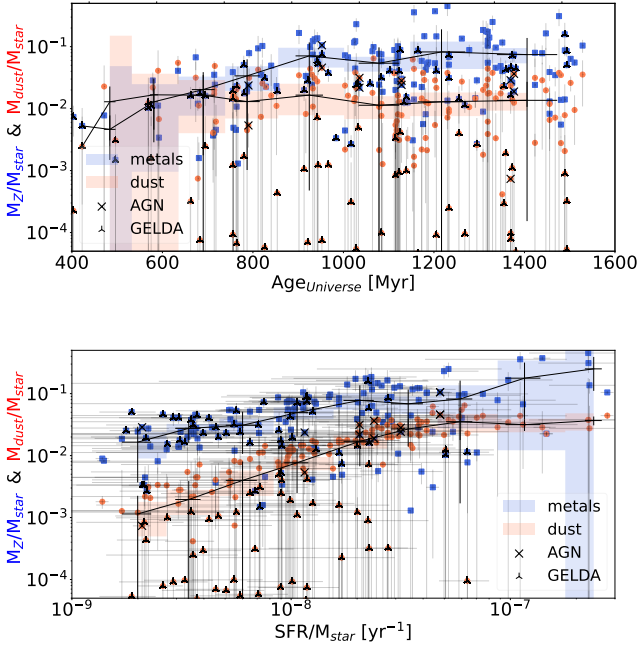 M_Z/M_star & M_dust/M_star
10⁻¹
10⁻²
10⁻³
10⁻⁴
metals
dust
AGN
GELDA
400 600 800 1000 1200 1400 1600
Age_Universe [Myr]
M_Z/M_star & M_dust/M_star
10⁻¹
10⁻²
10⁻³
10⁻⁴
metals
dust
AGN
GELDA
10⁻⁹ 10⁻⁸ 10⁻⁷
SFR/M_star [yr⁻¹]